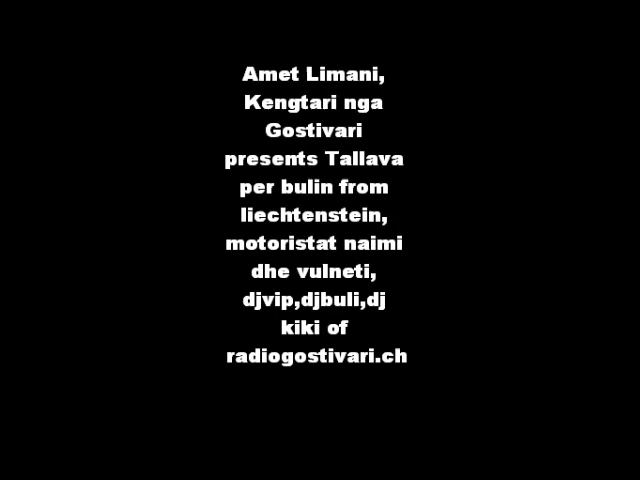 Amet Limani,
Kengtari nga
Gostivari
presents Tallava
per bulin from
liechtenstein,
motoristat naimi
dhe vulneti,
djvip,djbuli,dj
kiki of
radiogostivari.ch